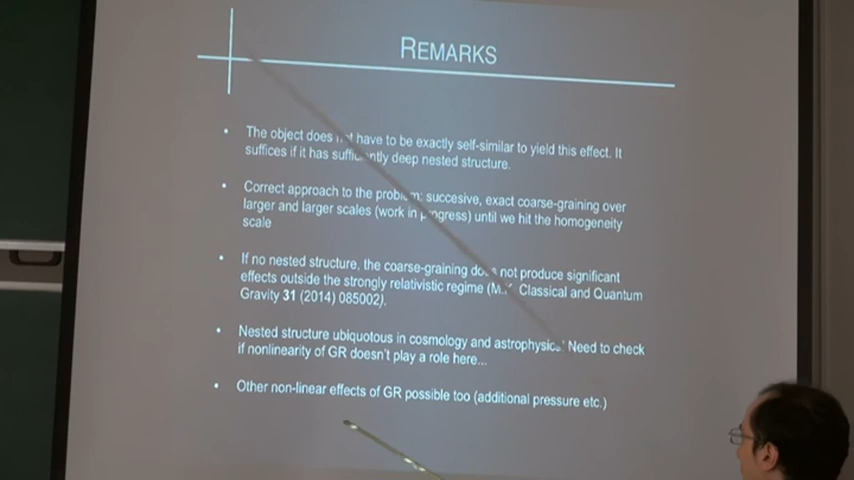 REMARKS
• The object does not have to be exactly self-similar to yield this effect. It
suffices if it has sufficiently deep nested structure.
• Correct approach to the problem: succesive, exact coarse-graining over
larger and larger scales (work in progress) until we hit the homogeneity
scale
• If no nested structure, the coarse-graining does not produce significant
effects outside the strongly relativistic regime Classical and Quantum
Gravity 31 (2014) 085002).
• Nested structure ubiquotous in cosmology and astrophysics. Need to check
if nonlinearity of GR doesn't play a role here...
• Other non-linear effects of GR possible too (additional pressure etc.)